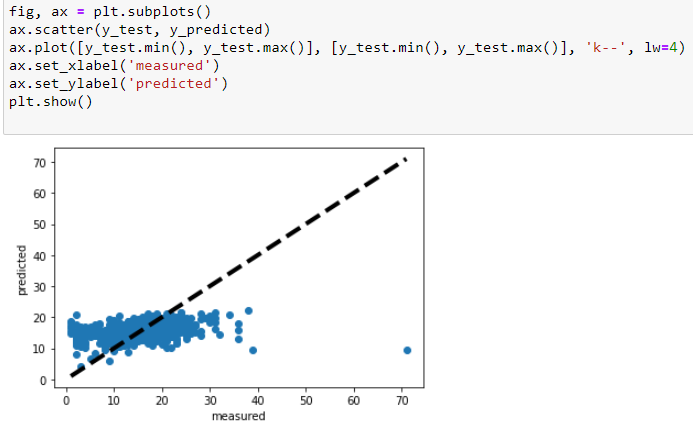 fig, ax = plt.subplots()
ax.scatter(y_test, y_predicted)
ax.plot([y_test.min(), y_test.max()], [y_test.min(), y_test.max()], 'k--', lw=4)
ax.set_xlabel('measured')
ax.set_ylabel('predicted')
plt.show()
70
60
50
40
30
20
10
0
predicted
0 10 20 30 40 50 60 70
measured